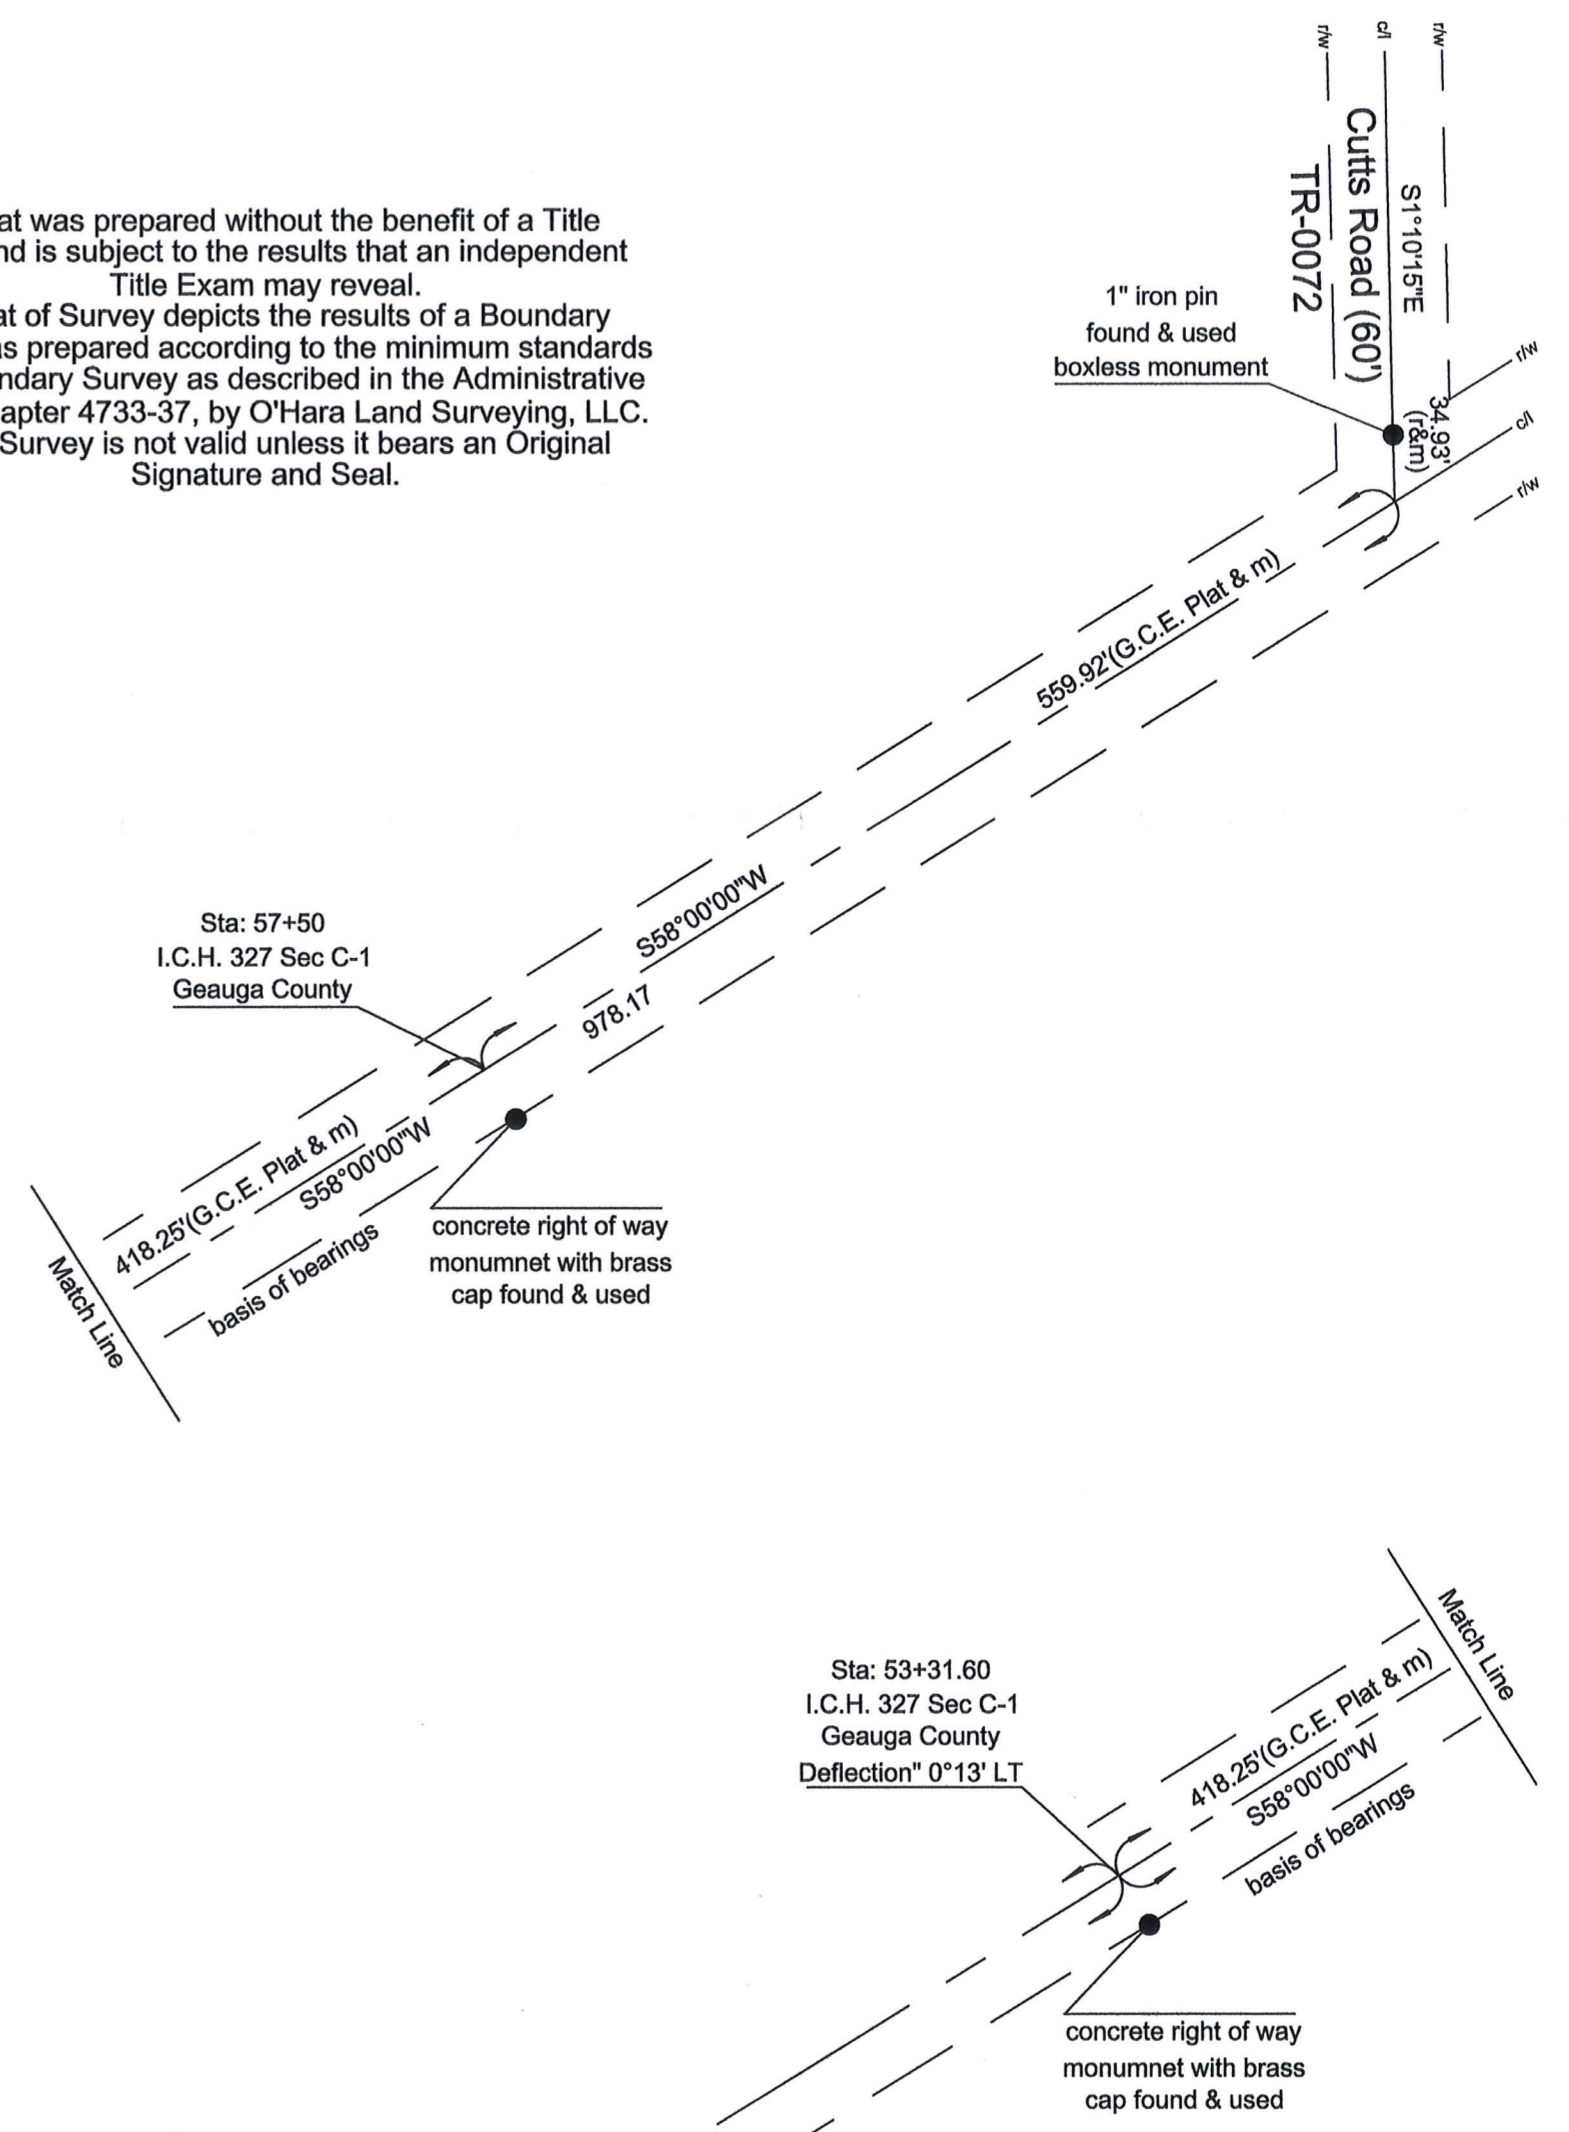 at was prepared without the benefit of a Title
nd is subject to the results that an independent
Title Exam may reveal.
at of Survey depicts the results of a Boundary
s prepared according to the minimum standards
ndary Survey as described in the Administrative
apter 4733-37, by O'Hara Land Surveying, LLC.
Survey is not valid unless it bears an Original
Signature and Seal.
r/w
c/l
r/w
Cutts Road (60')
TR-0072
S1°10'15"E
34.93'
(r&m)
1" iron pin
found & used
boxless monument
r/w
c/l
r/w
559.92'(G.C.E. Plat & m)
S58°00'00"W
978.17
Sta: 57+50
I.C.H. 327 Sec C-1
Geauga County
418.25'(G.C.E. Plat & m)
S58°00'00"W
basis of bearings
Match Line
concrete right of way
monumnet with brass
cap found & used
Match Line
Sta: 53+31.60
I.C.H. 327 Sec C-1
Geauga County
Deflection" 0°13' LT
418.25'(G.C.E. Plat & m)
S58°00'00"W
basis of bearings
concrete right of way
monumnet with brass
cap found & used